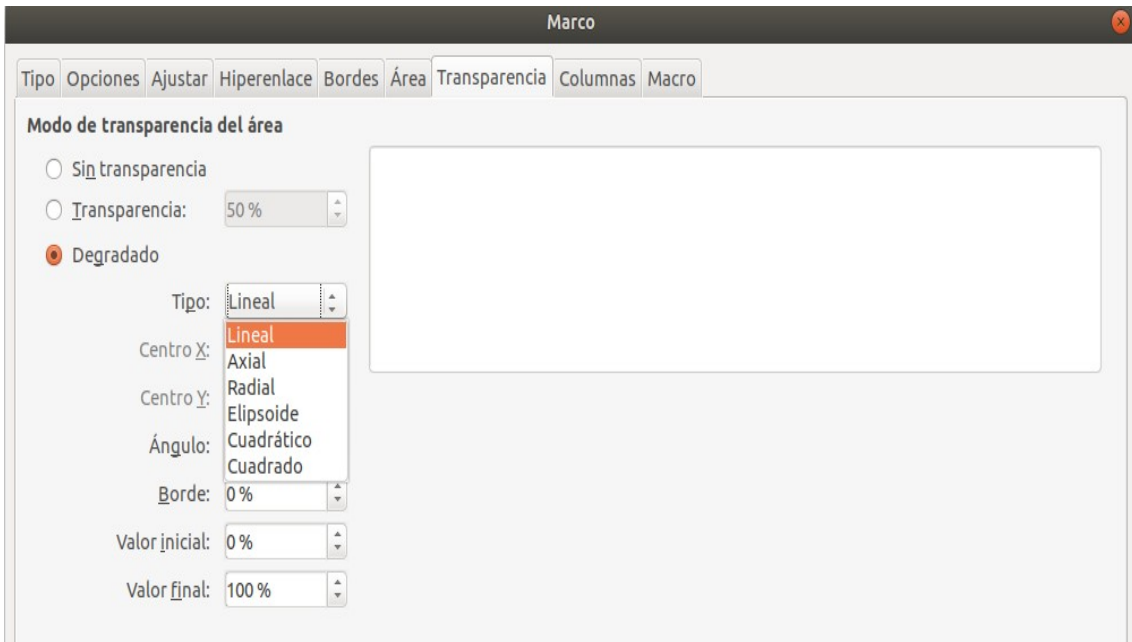 Marco
Tipo Opciones Ajustar Hiperenlace Bordes Área Transparencia Columnas Macro
Modo de transparencia del área
Sin transparencia
Transparencia: 50 %
Degradado
Tipo: Lineal
Lineal
Centro X:
Axial
Radial
Centro Y:
Elipsoide
Ángulo: Cuadrático
Cuadrado
Borde: 0 %
Valor inicial: 0 %
Valor final: 100 %